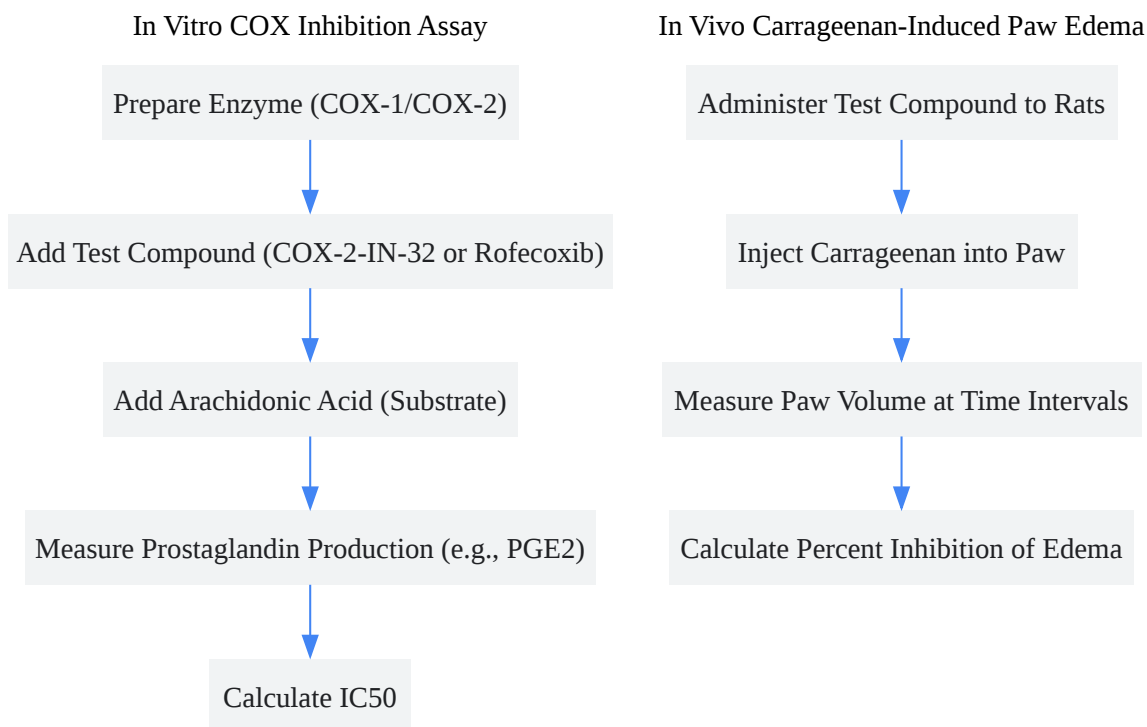 In Vitro COX Inhibition Assay
Prepare Enzyme (COX-1/COX-2)
Add Test Compound (COX-2-IN-32 or Rofecoxib)
Add Arachidonic Acid (Substrate)
Measure Prostaglandin Production (e.g., PGE2)
Calculate IC50
In Vivo Carrageenan-Induced Paw Edema
Administer Test Compound to Rats
Inject Carrageenan into Paw
Measure Paw Volume at Time Intervals
Calculate Percent Inhibition of Edema